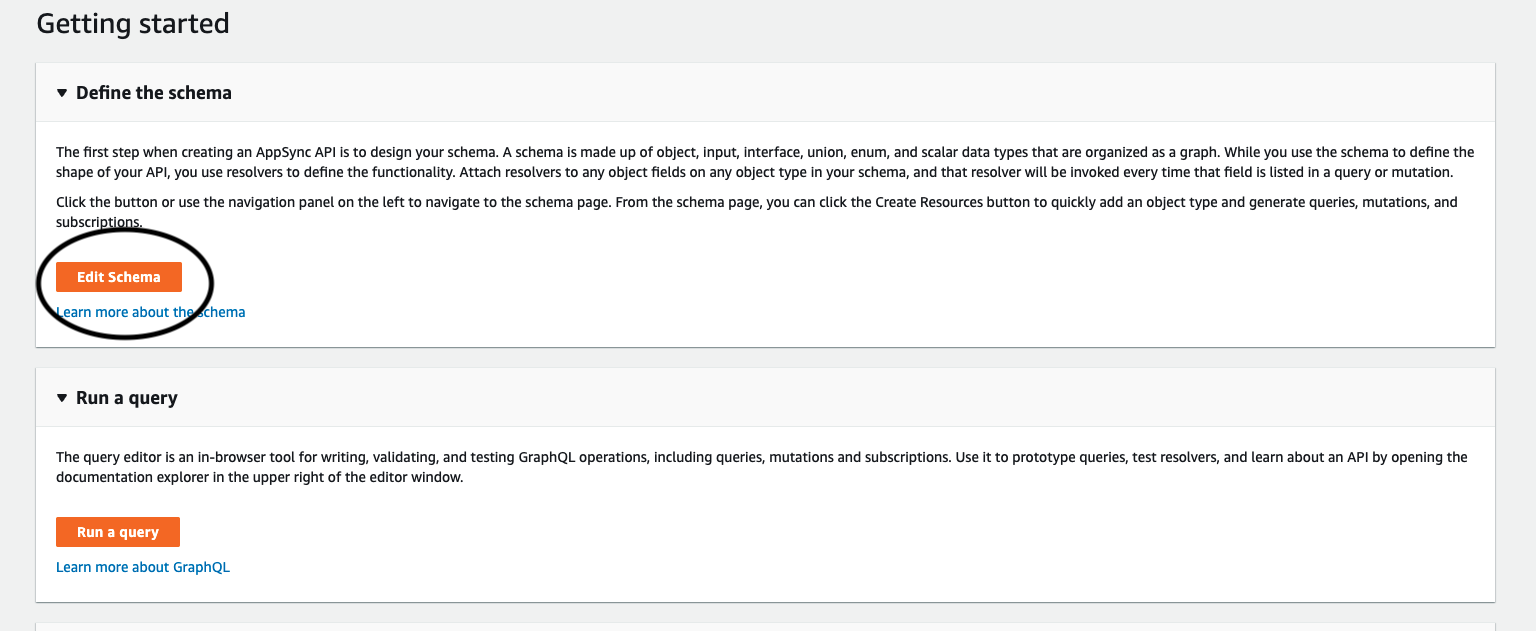 Getting started
Define the schema
The first step when creating an AppSync API is to design your schema. A schema is made up of object, input, interface, union, enum, and scalar data types that are organized as a graph. While you use the schema to define the
shape of your API, you use resolvers to define the functionality. Attach resolvers to any object fields on any object type in your schema, and that resolver will be invoked every time that field is listed in a query or mutation.
Click the button or use the navigation panel on the left to navigate to the schema page. From the schema page, you can click the Create Resources button to quickly add an object type and generate queries, mutations, and
subscriptions.
Edit Schema
Learn more about the schema
Run a query
The query editor is an in-browser tool for writing, validating, and testing GraphQL operations, including queries, mutations and subscriptions. Use it to prototype queries, test resolvers, and learn about an API by opening the
documentation explorer in the upper right of the editor window.
Run a query
Learn more about GraphQL